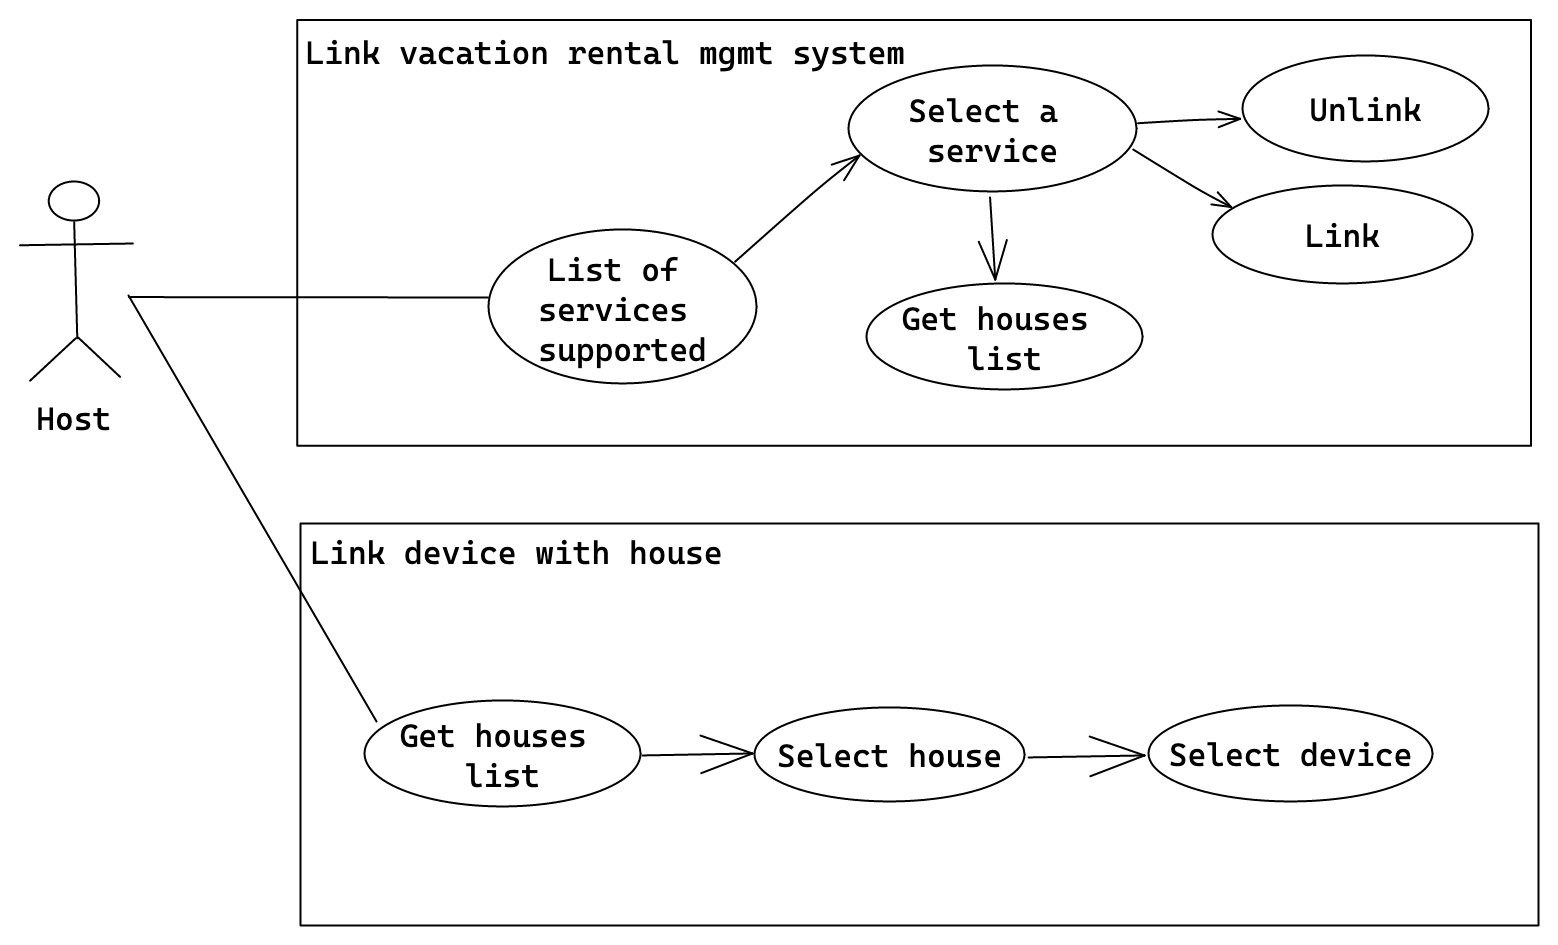 Link vacation rental mgmt system
Select a
service
Unlink
Link
List of
services
supported
Get houses
list
Host
Link device with house
Get houses
list
Select house
Select device